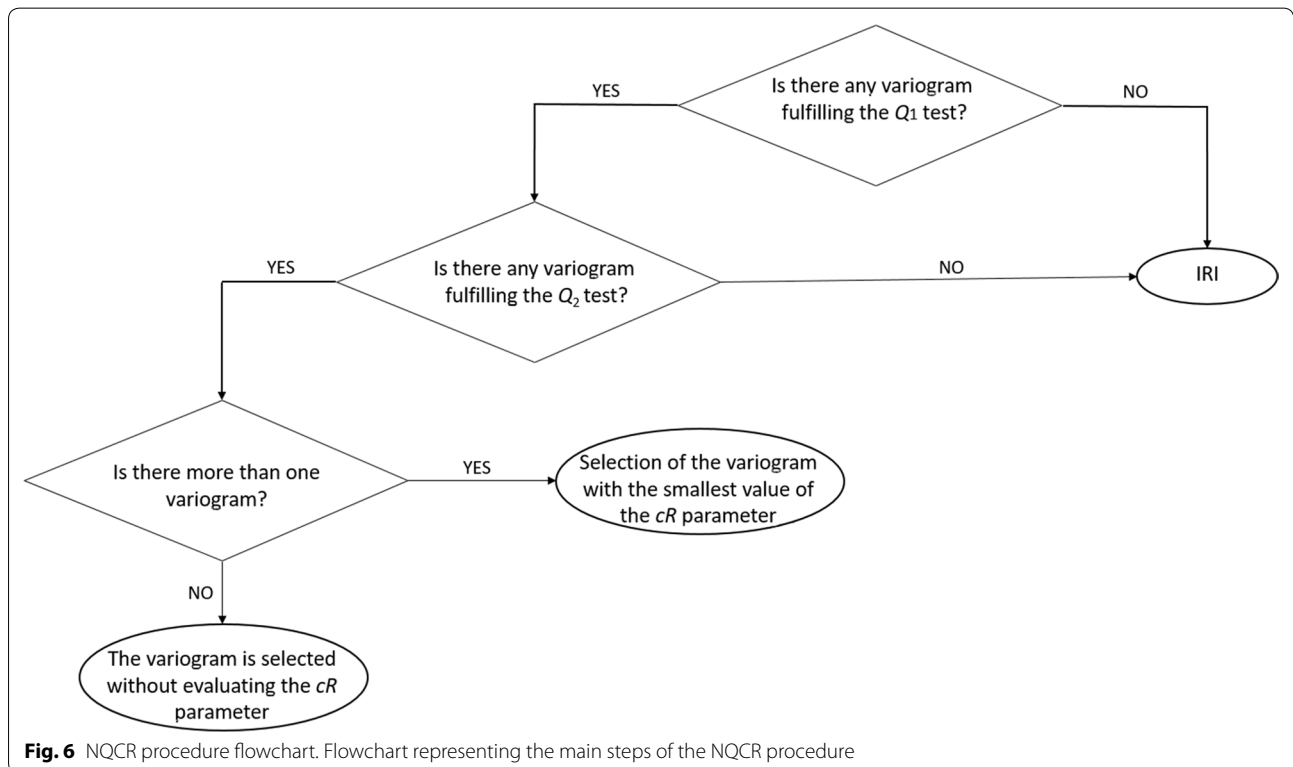 Is there any variogram
fulfilling the Q1 test?
YES
NO
Is there any variogram
fulfilling the Q₂ test?
YES
NO
IRI
Is there more than one
variogram?
YES
Selection of the variogram
with the smallest value of
the cR parameter
NO
The variogram is selected
without evaluating the cR
parameter
Fig. 6 NQCR procedure flowchart. Flowchart representing the main steps of the NQCR procedure